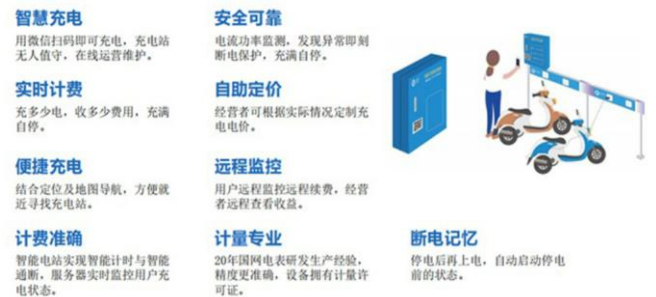 智慧充电
用微信扫码即可充电，充电站
无人值守，在线运营维护。
安全可靠
电流功率监测，发现异常即刻
断电保护，充满自停。
实时计费
充多少电，收多少费用，充满
自停。
自助定价
经营者可根据实际情况定制充
电电价。
便捷充电
结合定位及地图导航，方便就
近寻找充电站。
远程监控
用户远程监控远程续费，经营
者远程查看收益。
计费准确
智能电站实现智能计时与智能
通断，服务器实时监控用户充
电状态。
计量专业
20年国网电表研发生产经验，
精度更准确，设备拥有计量许
可证。
断电记忆
停电后再上电，自动启动停电
前的状态。